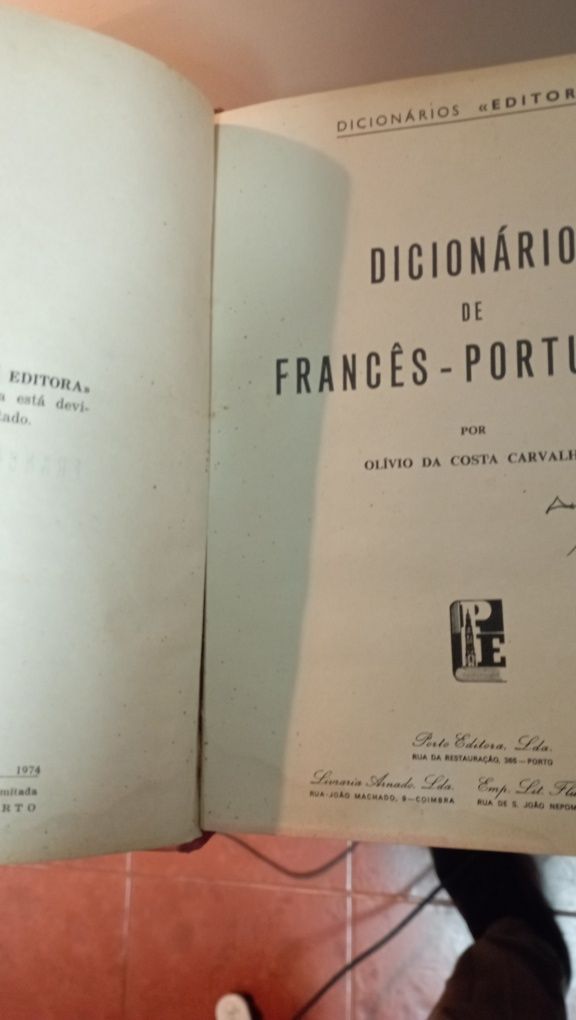 EDITORA»
a está devi-
tado.
1974
mitada
RTO
DICIONÁRIOS «EDITOR
DICIONÁRIO
DE
FRANCÊS-PORTU
POR
OLÍVIO DA COSTA CARVALH
PE
Porto Editora, Lda.
RUA DA RESTAURAÇÃO, 365 — PORTO
Livraria Arnado, Lda. Emp. Lit. Flu
RUA JOÃO MACHADO, 9 — COIMBRA RUA DE S. JOÃO NEPOM